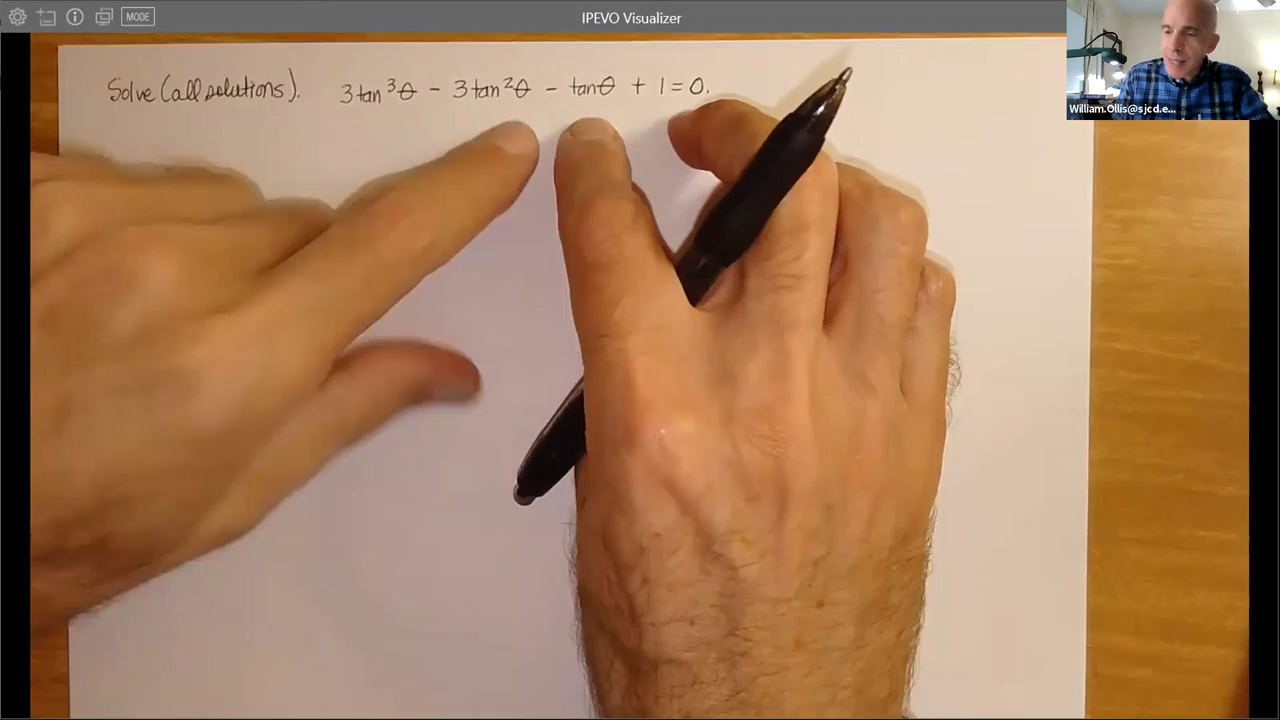 MODE
IPEVO Visualizer
Solve (all solutions). 3tan³θ - 3tan²θ - tanθ + 1 = 0.
William.Ollis@sjcd.e...